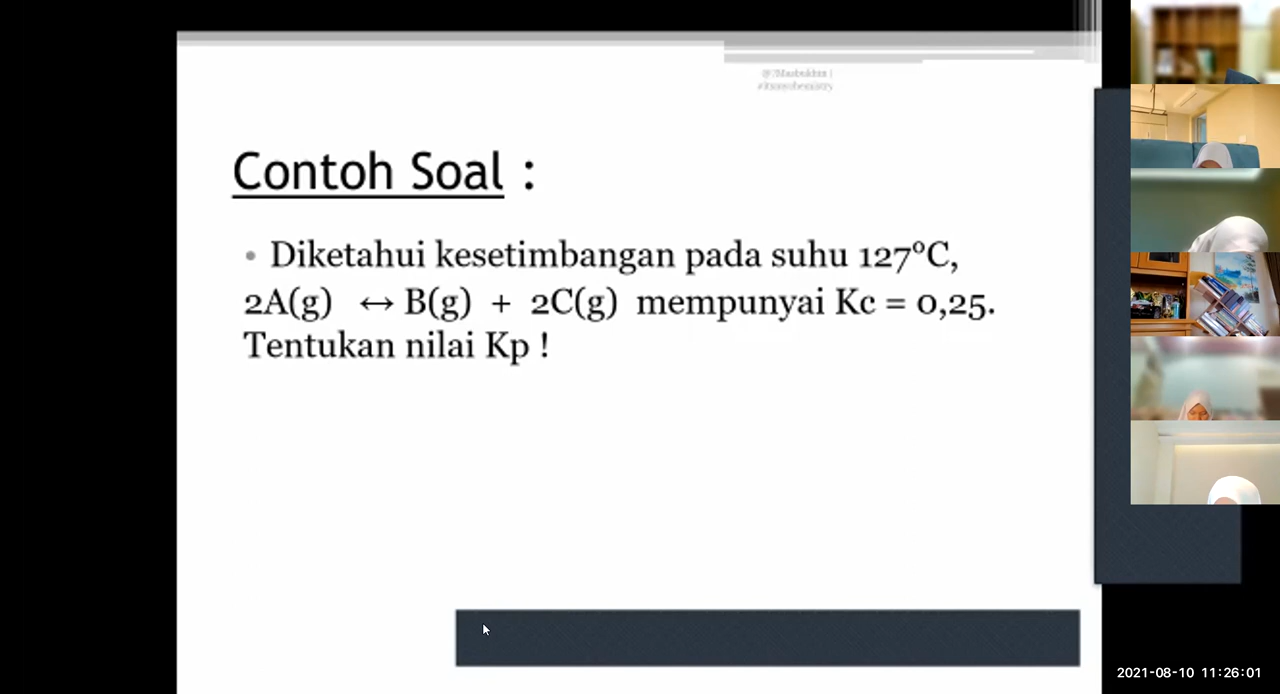 Contoh Soal :
• Diketahui kesetimbangan pada suhu 127°C,
2A(g) ↔ B(g) + 2C(g) mempunyai Kc = 0,25.
Tentukan nilai Kp !
2021-08-10 11:26:01